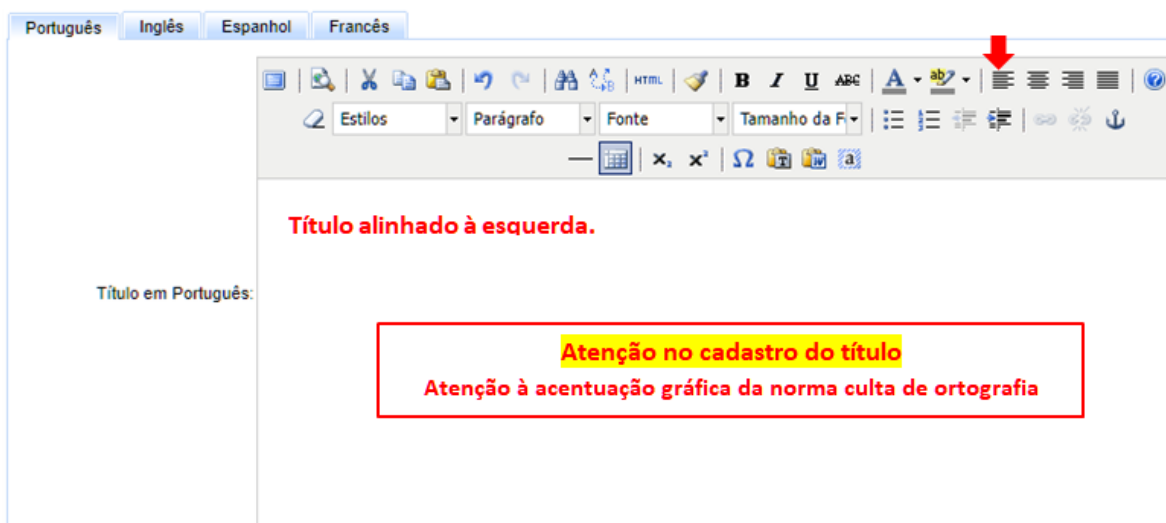 Português Inglês Espanhol Francês
HTML B I U ABC A ab
Estilos Parágrafo Fonte Tamanho da F
x₂ x² Ω T W a
Título alinhado à esquerda.
Título em Português:
Atenção no cadastro do título
Atenção à acentuação gráfica da norma culta de ortografia